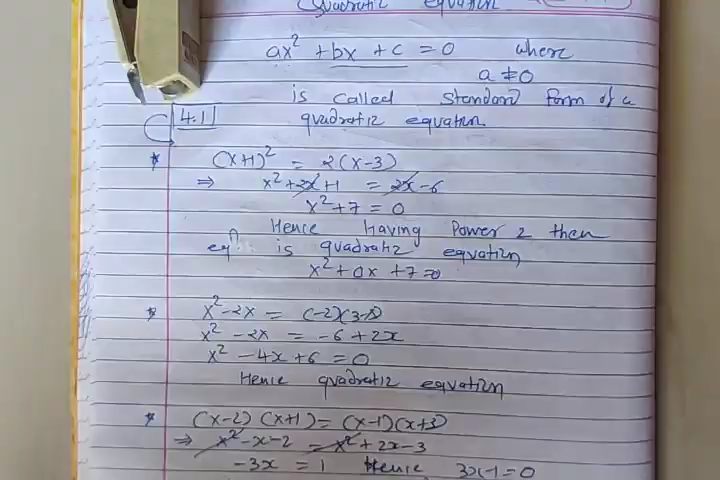 Quadratic equation
ax² + bx + c = 0 where
a ≠ 0
is called standard form of a
4.1 quadratic equation.
* (x+1)² = 2(x-3)
⇒ x²+2x+1 = 2x-6
x²+7=0
Hence having Power 2 then
eqn is quadratic equation
x²+0x+7=0
* x²-2x = (-2)(3-x)
x² -2x = -6+2x
x² -4x+6=0
Hence quadratic equation
* (x-2)(x+1)=(x-1)(x+3)
⇒ x²-x-2 = x²+2x-3
-3x = 1 Hence 3x-1=0